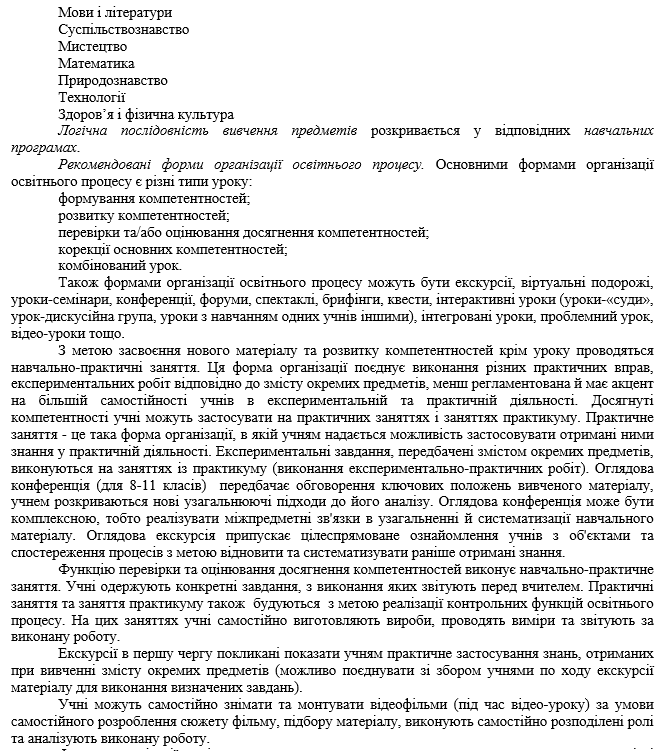 Мови і літератури
Суспільствознавство
Мистецтво
Математика
Природознавство
Технології
Здоров’я і фізична культура
Логічна послідовність вивчення предметів розкривається у відповідних навчальних
програмах.
Рекомендовані форми організації освітнього процесу. Основними формами організації
освітнього процесу є різні типи уроку:
формування компетентностей;
розвитку компетентностей;
перевірки та/або оцінювання досягнення компетентностей;
корекції основних компетентностей;
комбінований урок.
Також формами організації освітнього процесу можуть бути екскурсії, віртуальні подорожі,
уроки-семінари, конференції, форуми, спектаклі, брифінги, квести, інтерактивні уроки (уроки-«суди»,
урок-дискусійна група, уроки з навчанням одних учнів іншими), інтегровані уроки, проблемний урок,
відео-уроки тощо.
З метою засвоєння нового матеріалу та розвитку компетентностей крім уроку проводяться
навчально-практичні заняття. Ця форма організації поєднує виконання різних практичних вправ,
експериментальних робіт відповідно до змісту окремих предметів, менш регламентована й має акцент
на більшій самостійності учнів в експериментальній та практичній діяльності. Досягнуті
компетентності учні можуть застосувати на практичних заняттях і заняттях практикуму. Практичне
заняття - це така форма організації, в якій учням надається можливість застосовувати отримані ними
знання у практичній діяльності. Експериментальні завдання, передбачені змістом окремих предметів,
виконуються на заняттях із практикуму (виконання експериментально-практичних робіт). Оглядова
конференція (для 8-11 класів) передбачає обговорення ключових положень вивченого матеріалу,
учнем розкриваються нові узагальнюючі підходи до його аналізу. Оглядова конференція може бути
комплексною, тобто реалізувати міжпредметні зв'язки в узагальненні й систематизації навчального
матеріалу. Оглядова екскурсія припускає цілеспрямоване ознайомлення учнів з об'єктами та
спостереження процесів з метою відновити та систематизувати раніше отримані знання.
Функцію перевірки та оцінювання досягнення компетентностей виконує навчально-практичне
заняття. Учні одержують конкретні завдання, з виконання яких звітують перед вчителем. Практичні
заняття та заняття практикуму також будуються з метою реалізації контрольних функцій освітнього
процесу. На цих заняттях учні самостійно виготовляють вироби, проводять виміри та звітують за
виконану роботу.
Екскурсії в першу чергу покликані показати учням практичне застосування знань, отриманих
при вивченні змісту окремих предметів (можливо поєднувати зі збором учнями по ходу екскурсії
матеріалу для виконання визначених завдань).
Учні можуть самостійно знімати та монтувати відеофільми (під час відео-уроку) за умови
самостійного розроблення сюжету фільму, підбору матеріалу, виконують самостійно розподілені ролі
та аналізують виконану роботу.